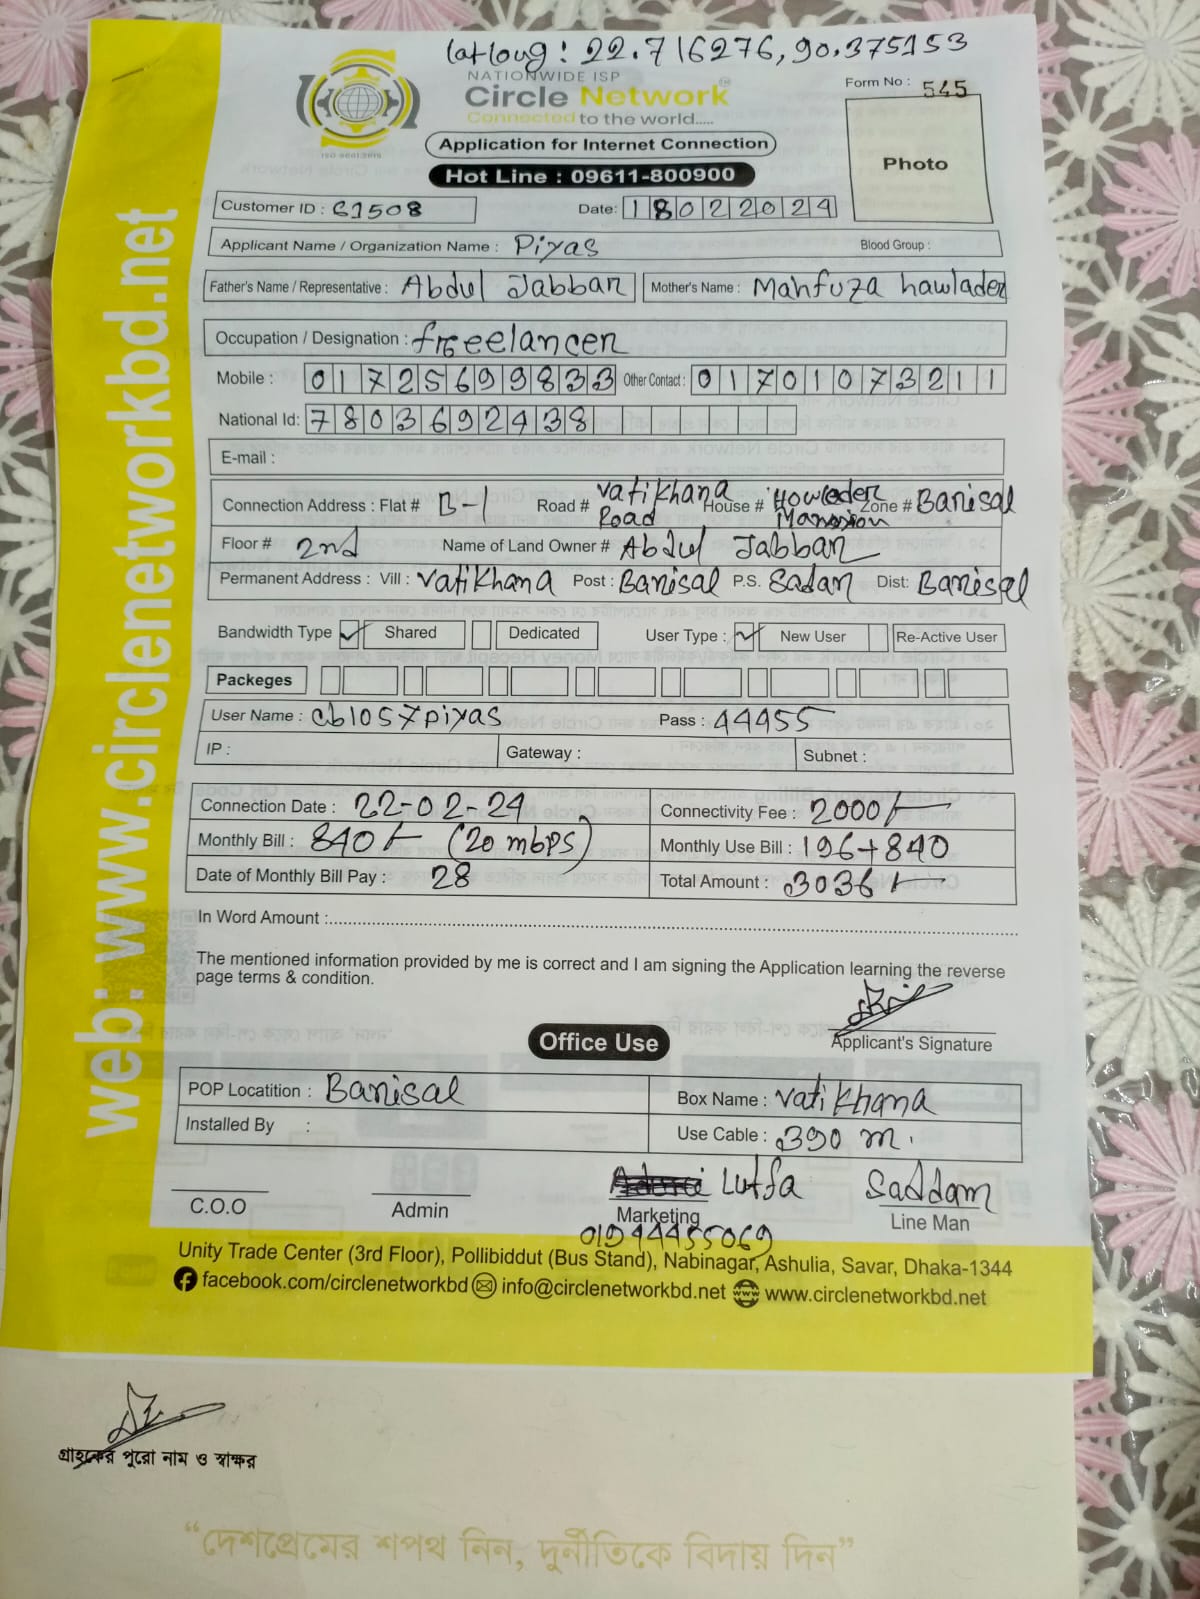 lat long : 22.716276, 90.375153
NATIONWIDE ISP
Circle Network
Connected to the world.....
ISO 9001:2015
Form No : 545
Application for Internet Connection
Hot Line : 09611-800900
Photo
Customer ID : 61508 Date: 18022024
Applicant Name / Organization Name : Piyas Blood Group :
Father's Name / Representative : Abdul Jabbar Mother's Name : Mahfuza hawlader
Occupation / Designation : freelancer
Mobile : 01725699833 Other Contact : 01701073211
National Id: 7803692438
E-mail :
Connection Address : Flat # B-1 Road # Vatikhana Road House # Howlader Mansion Zone # Barisal
Floor # 2nd Name of Land Owner # Abdul Jabbar
Permanent Address : Vill : Vatikhana Post : Barisal P.S. Sadar Dist: Barisal
Bandwidth Type ✓ Shared Dedicated User Type : ✓ New User Re-Active User
Packeges
User Name : cb1057piyas Pass : 44455
IP : Gateway : Subnet :
Connection Date : 22-02-24 Connectivity Fee : 2000/-
Monthly Bill : 840/- (20 mbps) Monthly Use Bill : 196+840
Date of Monthly Bill Pay : 28 Total Amount : 3036/-
In Word Amount :
The mentioned information provided by me is correct and I am signing the Application learning the reverse
page terms & condition.
Applicant's Signature
Office Use
POP Locatition : Barisal Box Name : Vatikhana
Installed By : Use Cable : 390 m.
Lutfa Saddam
C.O.O Admin Marketing Line Man
01944455069
Unity Trade Center (3rd Floor), Pollibiddut (Bus Stand), Nabinagar, Ashulia, Savar, Dhaka-1344
facebook.com/circlenetworkbd info@circlenetworkbd.net www.circlenetworkbd.net
web: www.circlenetworkbd.net
গ্রাহকের পুরো নাম ও স্বাক্ষর
“দেশপ্রেমের শপথ নিন, দুর্নীতিকে বিদায় দিন”